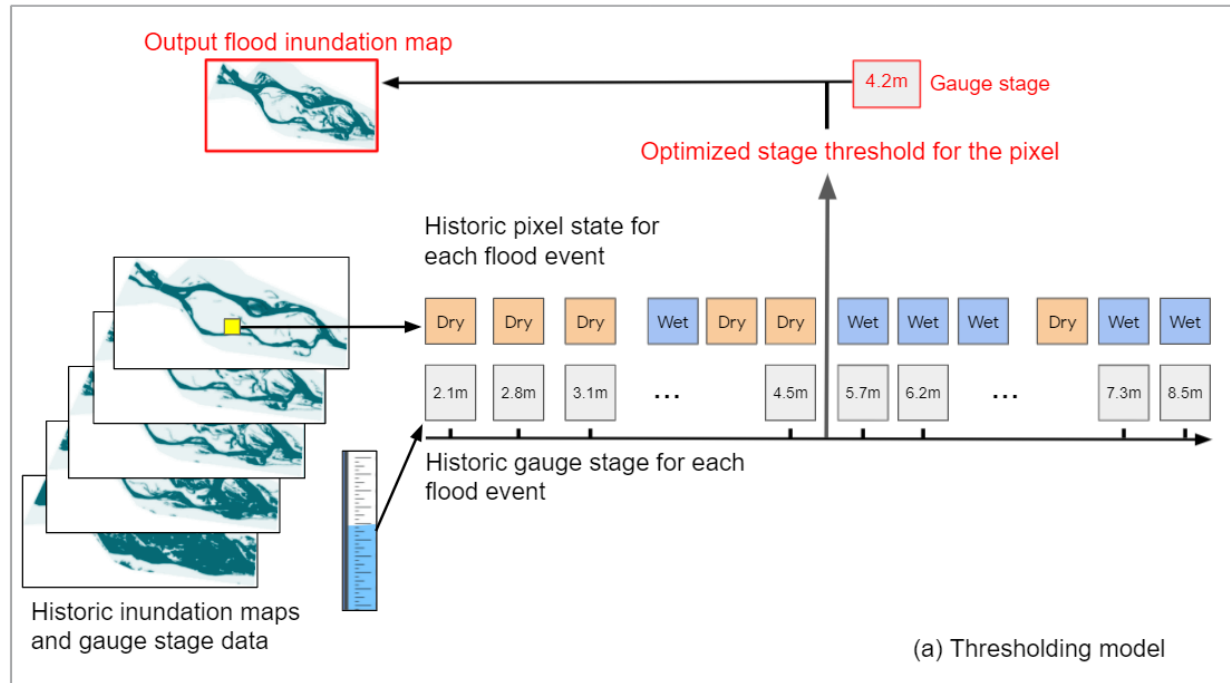 Output flood inundation map
4.2m
Gauge stage
Optimized stage threshold for the pixel
Historic pixel state for
each flood event
Dry Dry Dry Wet Dry Dry Wet Wet Wet Dry Wet Wet
2.1m 2.8m 3.1m ... 4.5m 5.7m 6.2m ... 7.3m 8.5m
Historic gauge stage for each
flood event
Historic inundation maps
and gauge stage data
(a) Thresholding model